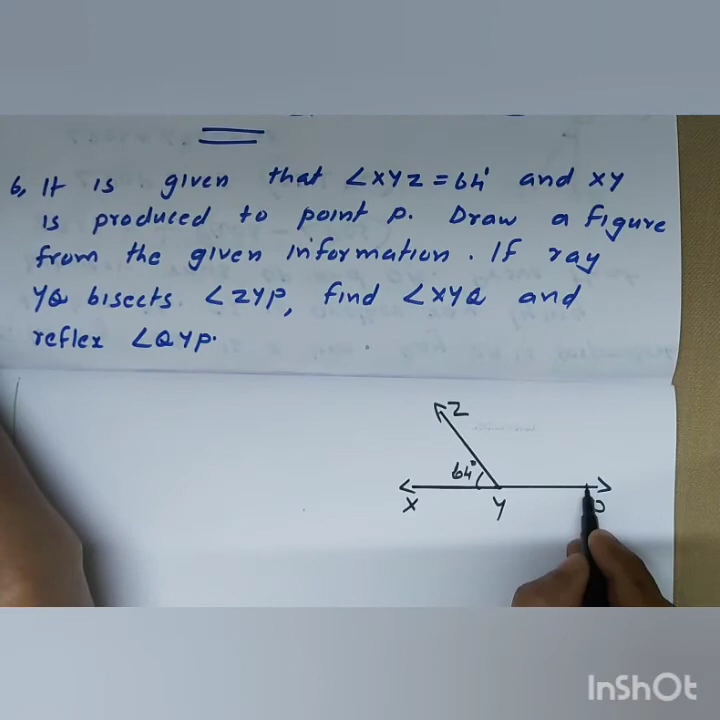 6, It is given that ∠XYZ = 64° and XY
is produced to point P. Draw a figure
from the given information. If ray
YQ bisects ∠ZYP, find ∠XYQ and
reflex ∠QYP.
Z
64°
X Y P
InShOt